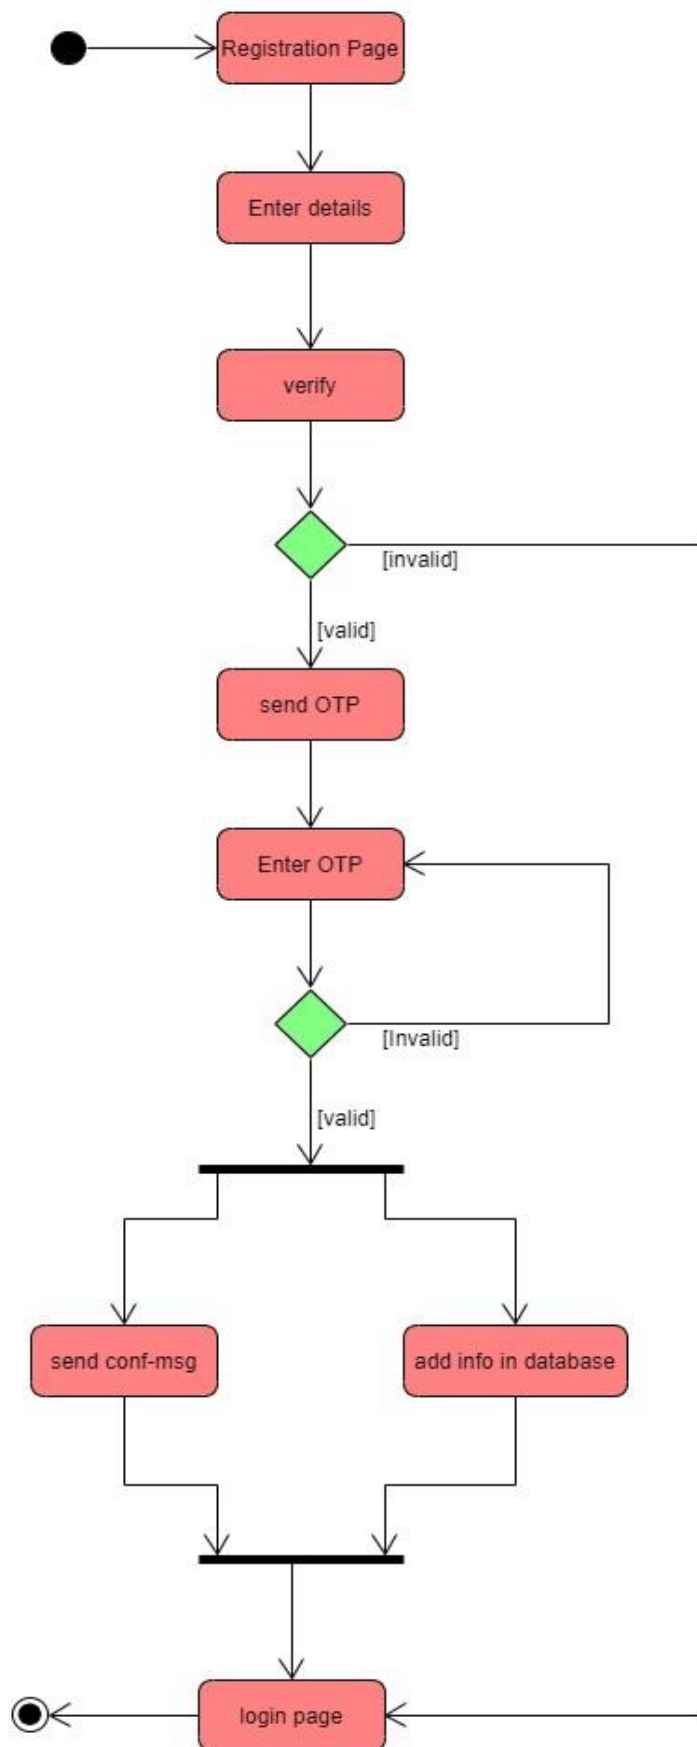 Registration Page
Enter details
verify
[invalid]
[valid]
send OTP
Enter OTP
[Invalid]
[valid]
send conf-msg
add info in database
login page